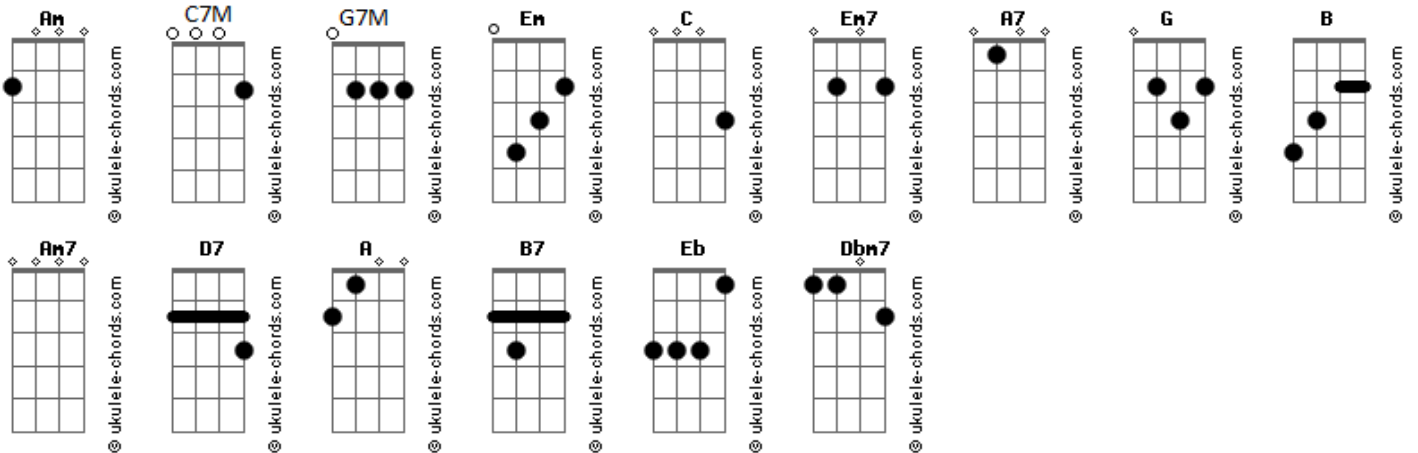 Am C7M G7M Em C Em7 A7 G B
© ukulele-chords.com © ukulele-chords.com © ukulele-chords.com © ukulele-chords.com © ukulele-chords.com © ukulele-chords.com © ukulele-chords.com © ukulele-chords.com © ukulele-chords.com
Am7 D7 A B7 Eb Dbm7
© ukulele-chords.com © ukulele-chords.com © ukulele-chords.com © ukulele-chords.com © ukulele-chords.com © ukulele-chords.com